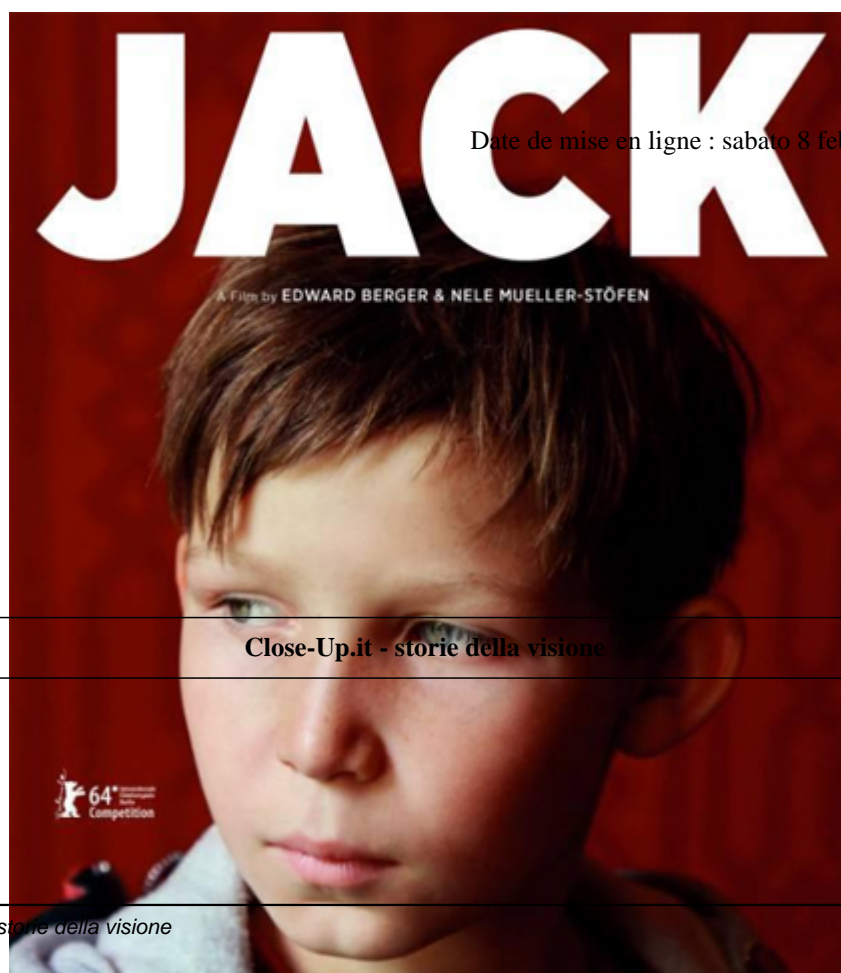 JACK
Date de mise en ligne : sabato 8 feb
A Film by EDWARD BERGER & NELE MUELLER-STÖFEN
Close-Up.it - storie della visione
64
Competition
storie della visione